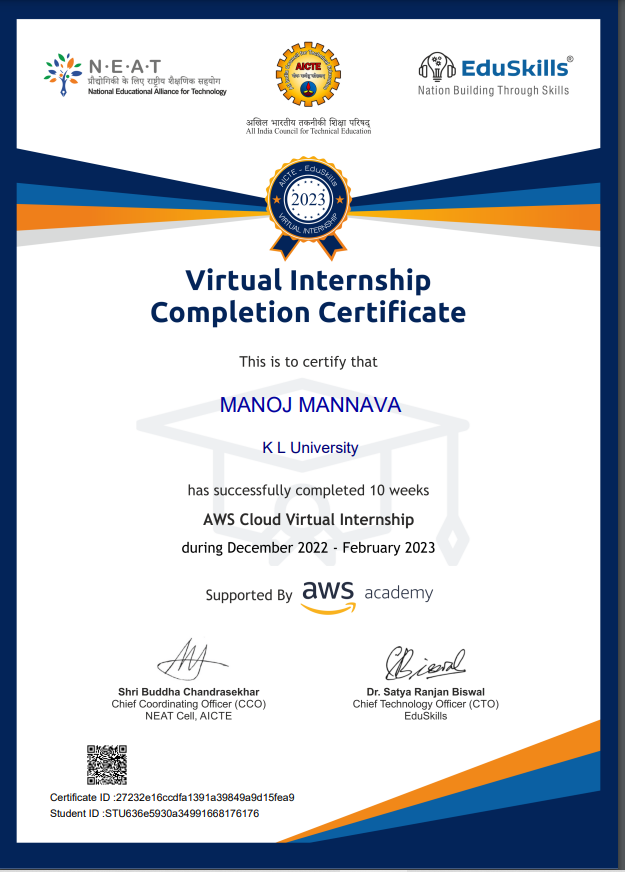 N·E·A·T
प्रौद्योगिकी के लिए राष्ट्रीय शैक्षणिक सहयोग
National Educational Alliance for Technology
AICTE
अखिल भारतीय तकनीकी शिक्षा परिषद्
All India Council for Technical Education
EduSkills®
Nation Building Through Skills
AICTE - EduSkills
2023
VIRTUAL INTERNSHIP
Virtual Internship
Completion Certificate
This is to certify that
MANOJ MANNAVA
K L University
has successfully completed 10 weeks
AWS Cloud Virtual Internship
during December 2022 - February 2023
Supported By aws academy
Shri Buddha Chandrasekhar
Chief Coordinating Officer (CCO)
NEAT Cell, AICTE
Dr. Satya Ranjan Biswal
Chief Technology Officer (CTO)
EduSkills
Certificate ID :27232e16ccdfa1391a39849a9d15fea9
Student ID :STU636e5930a34991668176176